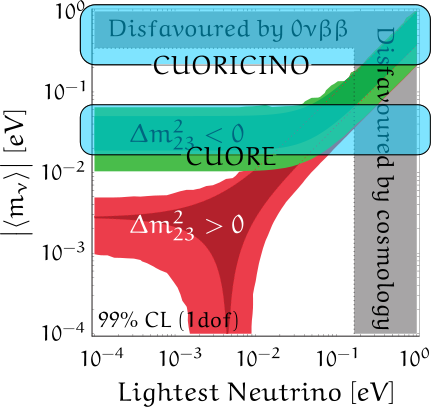 10⁰
Disfavoured by 0νββ
CUORICINO
10⁻¹
Δm²₂₃ < 0
CUORE
10⁻²
Δm²₂₃ > 0
10⁻³
99% CL (1dof)
10⁻⁴
|⟨mᵥ⟩| [eV]
Disfavoured by cosmology
10⁻⁴ 10⁻³ 10⁻² 10⁻¹ 10⁰
Lightest Neutrino [eV]